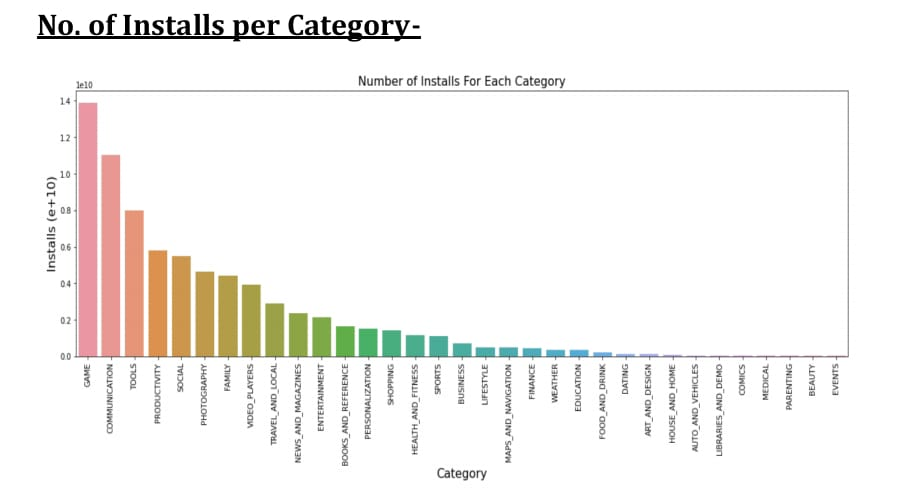 No. of Installs per Category-
Number of Installs For Each Category
1e10
1.4
1.2
1.0
0.8
0.6
0.4
0.2
0.0
Installs (e+10)
GAME
COMMUNICATION
TOOLS
PRODUCTIVITY
SOCIAL
PHOTOGRAPHY
FAMILY
VIDEO_PLAYERS
TRAVEL_AND_LOCAL
NEWS_AND_MAGAZINES
ENTERTAINMENT
BOOKS_AND_REFERENCE
PERSONALIZATION
SHOPPING
HEALTH_AND_FITNESS
SPORTS
BUSINESS
LIFESTYLE
MAPS_AND_NAVIGATION
FINANCE
WEATHER
EDUCATION
FOOD_AND_DRINK
DATING
ART_AND_DESIGN
HOUSE_AND_HOME
AUTO_AND_VEHICLES
LIBRARIES_AND_DEMO
COMICS
MEDICAL
PARENTING
BEAUTY
EVENTS
Category